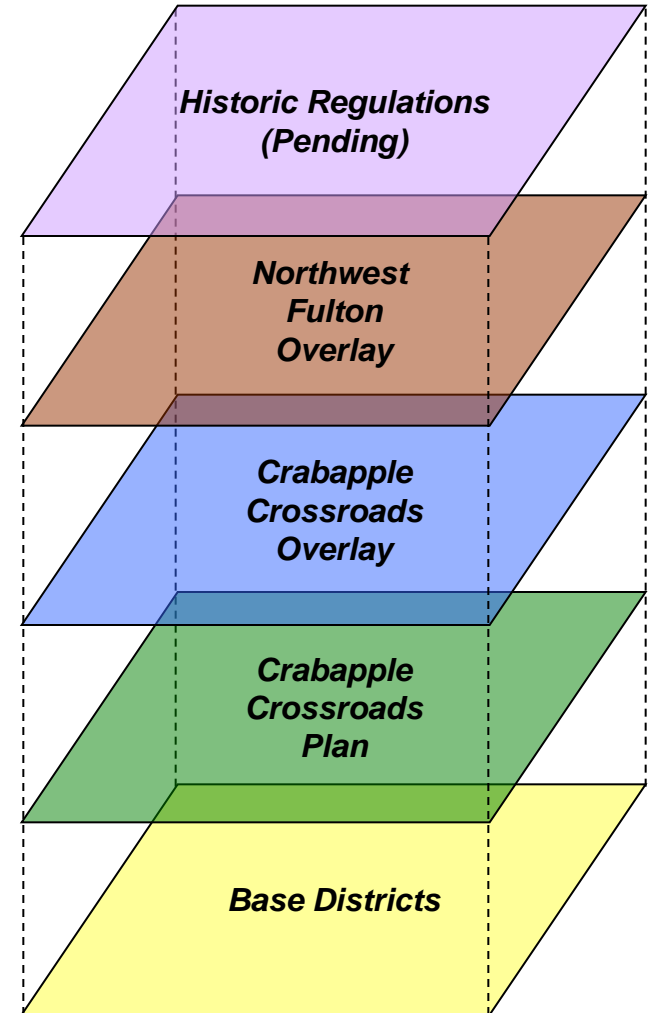 Historic Regulations
(Pending)
Northwest
Fulton
Overlay
Crabapple
Crossroads
Overlay
Crabapple
Crossroads
Plan
Base Districts